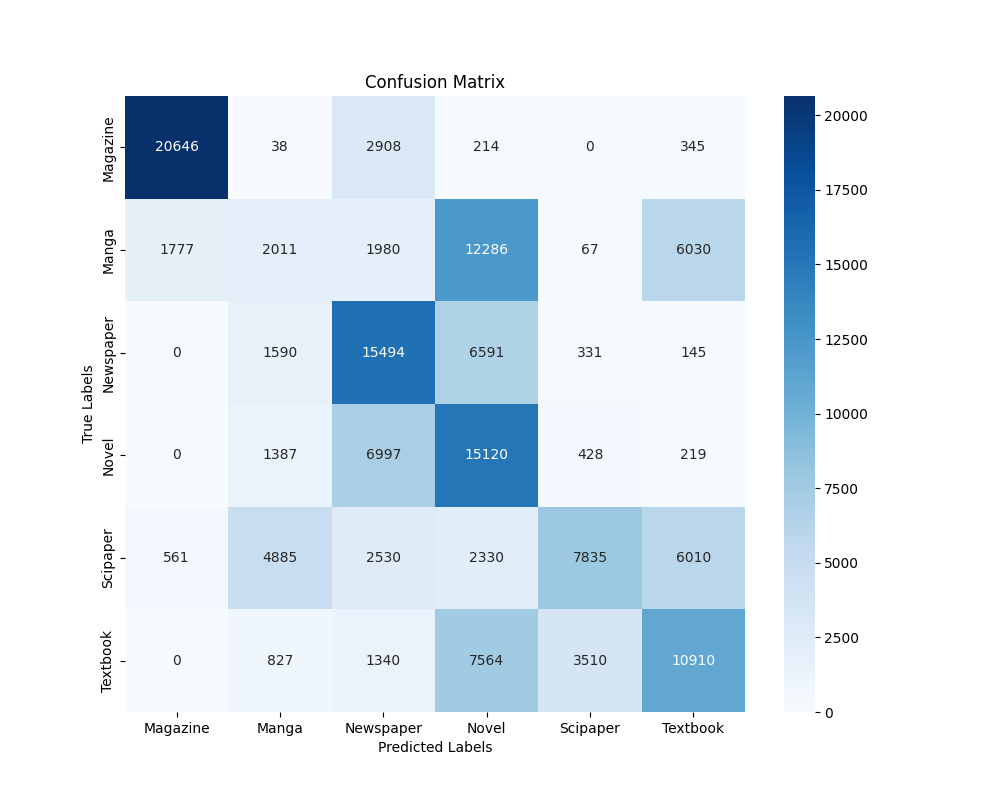 Confusion Matrix
True Labels
Magazine 20646 38 2908 214 0 345
Manga 1777 2011 1980 12286 67 6030
Newspaper 0 1590 15494 6591 331 145
Novel 0 1387 6997 15120 428 219
Scipaper 561 4885 2530 2330 7835 6010
Textbook 0 827 1340 7564 3510 10910
Magazine Manga Newspaper Novel Scipaper Textbook
Predicted Labels
20000
17500
15000
12500
10000
7500
5000
2500
0